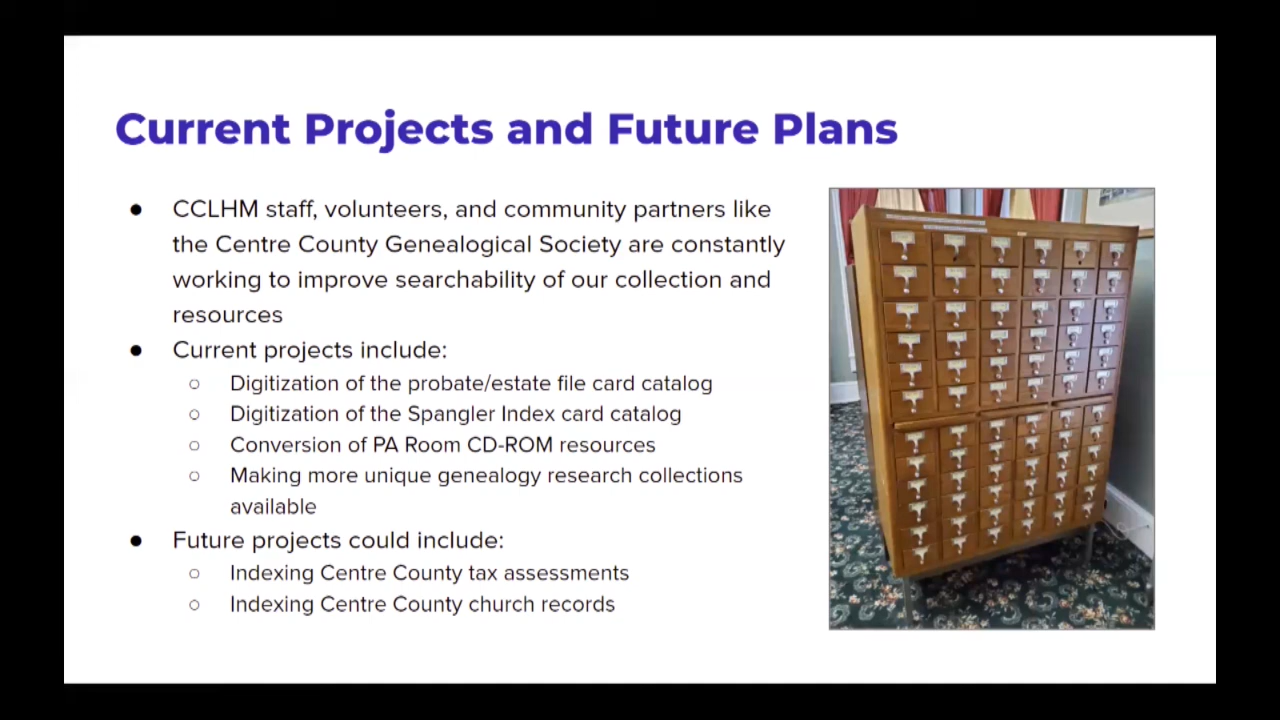 Current Projects and Future Plans
● CCLHM staff, volunteers, and community partners like
the Centre County Genealogical Society are constantly
working to improve searchability of our collection and
resources
● Current projects include:
○ Digitization of the probate/estate file card catalog
○ Digitization of the Spangler Index card catalog
○ Conversion of PA Room CD-ROM resources
○ Making more unique genealogy research collections
available
● Future projects could include:
○ Indexing Centre County tax assessments
○ Indexing Centre County church records